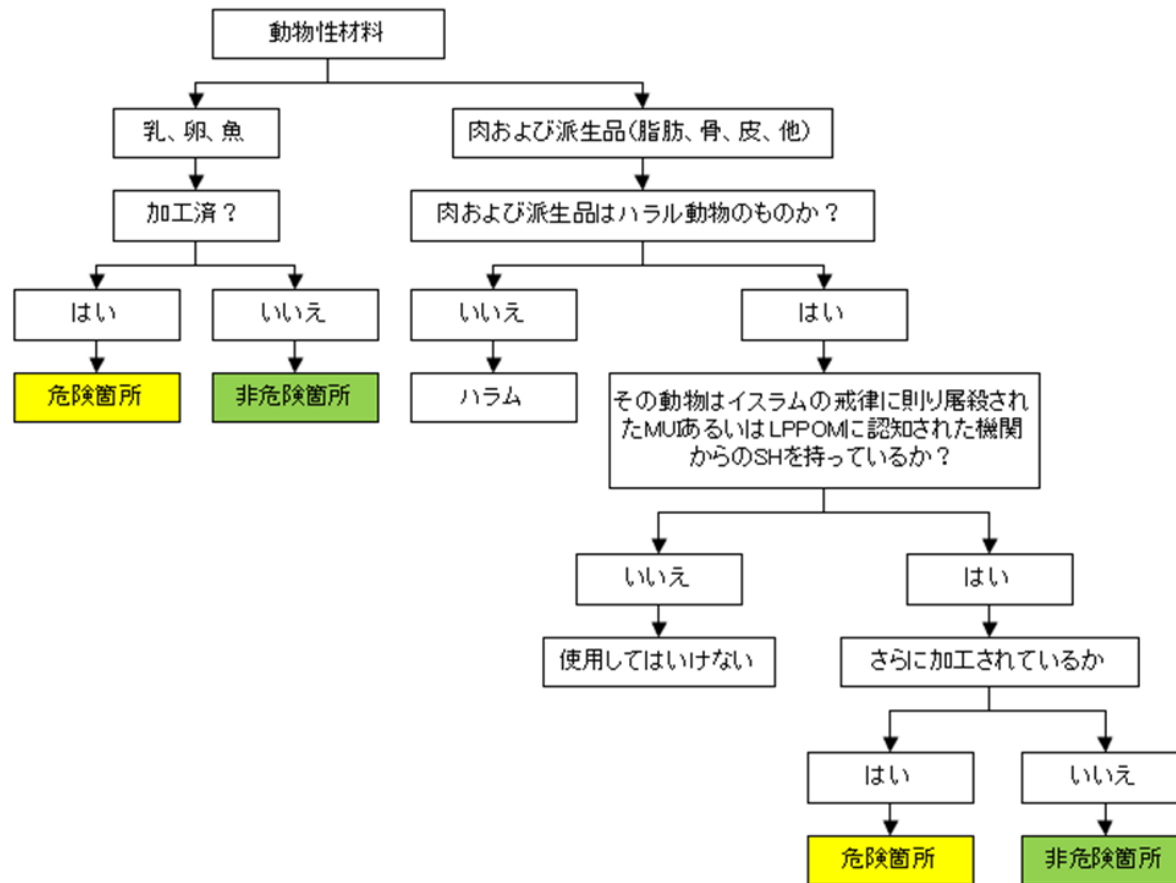 動物性材料
乳、卵、魚
肉および派生品(脂肪、骨、皮、他)
加工済？
肉および派生品はハラル動物のものか？
はい
いいえ
いいえ
はい
危険箇所
非危険箇所
ハラム
その動物はイスラムの戒律に則り屠殺され
たMUIあるいはLPPOMに認知された機関
からのSHを持っているか？
いいえ
はい
使用してはいけない
さらに加工されているか
はい
いいえ
危険箇所
非危険箇所